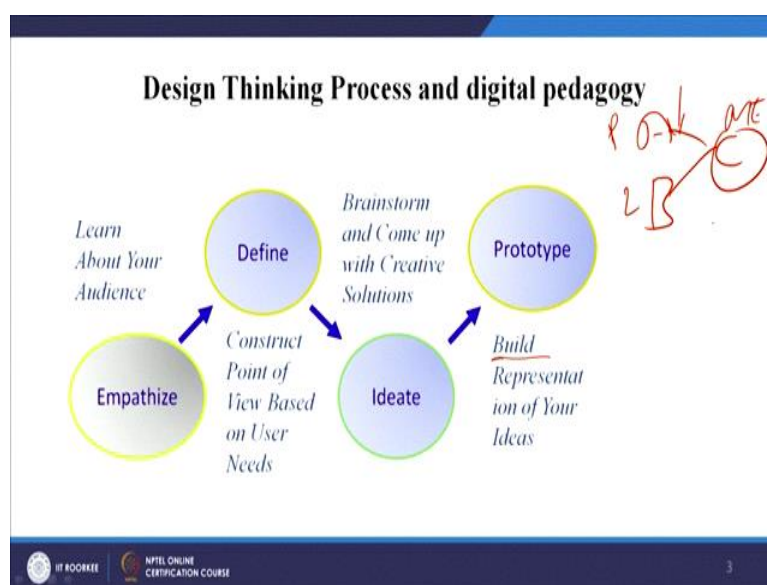 Design Thinking Process and digital pedagogy
Learn
About Your
Audience
Define
Brainstorm
and Come up
with Creative
Solutions
Prototype
Empathize
Construct
Point of
View Based
on User
Needs
Ideate
Build
Representat
ion of Your
Ideas
IIT ROORKEE
NPTEL ONLINE
CERTIFICATION COURSE
3